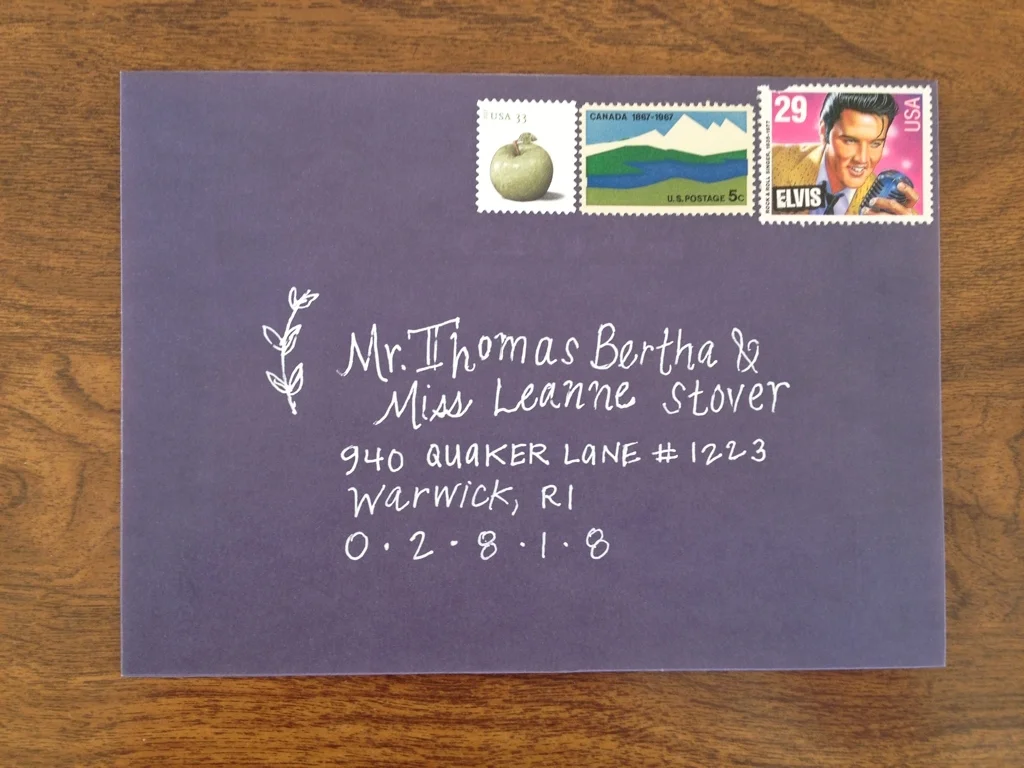 USA 33
CANADA 1867-1967
U.S. POSTAGE 5c
29
USA
ELVIS
Mr. Thomas Bertha &
Miss Leanne Stover
940 QUAKER LANE # 1223
Warwick, RI
0 · 2 · 8 · 1 · 8